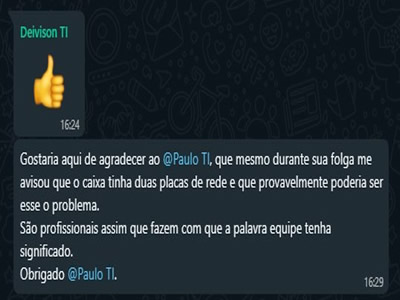 Deivison TI
👍
16:24
Gostaria aqui de agradecer ao @Paulo TI, que mesmo durante sua folga me
avisou que o caixa tinha duas placas de rede e que provavelmente poderia ser
esse o problema.
São profissionais assim que fazem com que a palavra equipe tenha
significado.
Obrigado @Paulo TI.
16:29